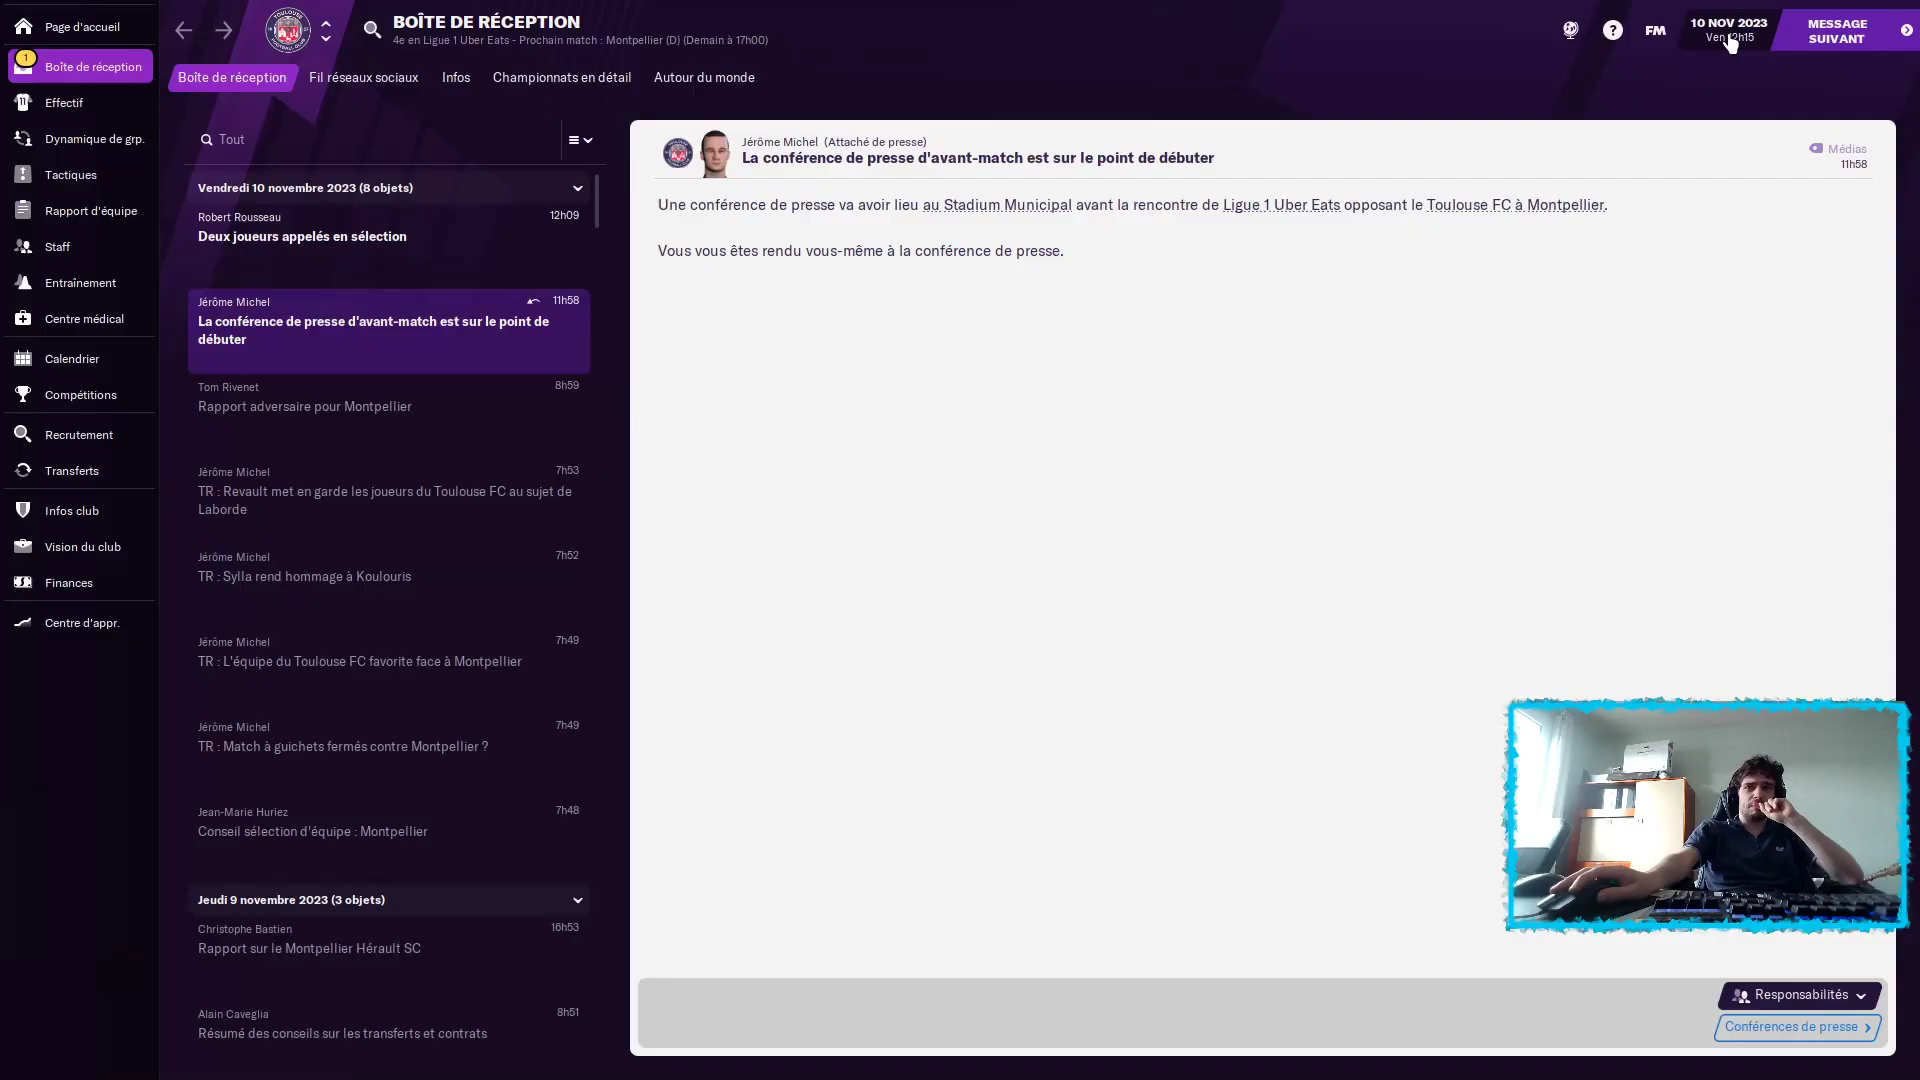 Page d'accueil
1
Boîte de réception
Effectif
Dynamique de grp.
Tactiques
Rapport d'équipe
Staff
Entraînement
Centre médical
Calendrier
Compétitions
Recrutement
Transferts
Infos club
Vision du club
Finances
Centre d'appr.
BOÎTE DE RÉCEPTION
4e en Ligue 1 Uber Eats - Prochain match : Montpellier (D) (Demain à 17h00)
FM
10 NOV 2023
MESSAGE
SUIVANT
Boîte de réception
Fil réseaux sociaux
Infos
Championnats en détail
Autour du monde
Tout
Vendredi 10 novembre 2023 (8 objets)
Robert Rousseau
12h09
Deux joueurs appelés en sélection
Jérôme Michel
11h58
La conférence de presse d'avant-match est sur le point de
débuter
Tom Rivenet
8h59
Rapport adversaire pour Montpellier
Jérôme Michel
7h53
TR : Revault met en garde les joueurs du Toulouse FC au sujet de
Laborde
Jérôme Michel
7h52
TR : Sylla rend hommage à Koulouris
Jérôme Michel
7h49
TR : L'équipe du Toulouse FC favorite face à Montpellier
Jérôme Michel
7h49
TR : Match à guichets fermés contre Montpellier ?
Jean-Marie Huriez
7h48
Conseil sélection d'équipe : Montpellier
Jeudi 9 novembre 2023 (3 objets)
Christophe Bastien
16h53
Rapport sur le Montpellier Hérault SC
Alain Caveglia
8h51
Résumé des conseils sur les transferts et contrats
Jérôme Michel (Attaché de presse)
La conférence de presse d'avant-match est sur le point de débuter
Médias
11h58
Une conférence de presse va avoir lieu au Stadium Municipal avant la rencontre de Ligue 1 Uber Eats opposant le Toulouse FC à Montpellier.
Vous vous êtes rendu vous-même à la conférence de presse.
Responsabilités
Conférences de presse